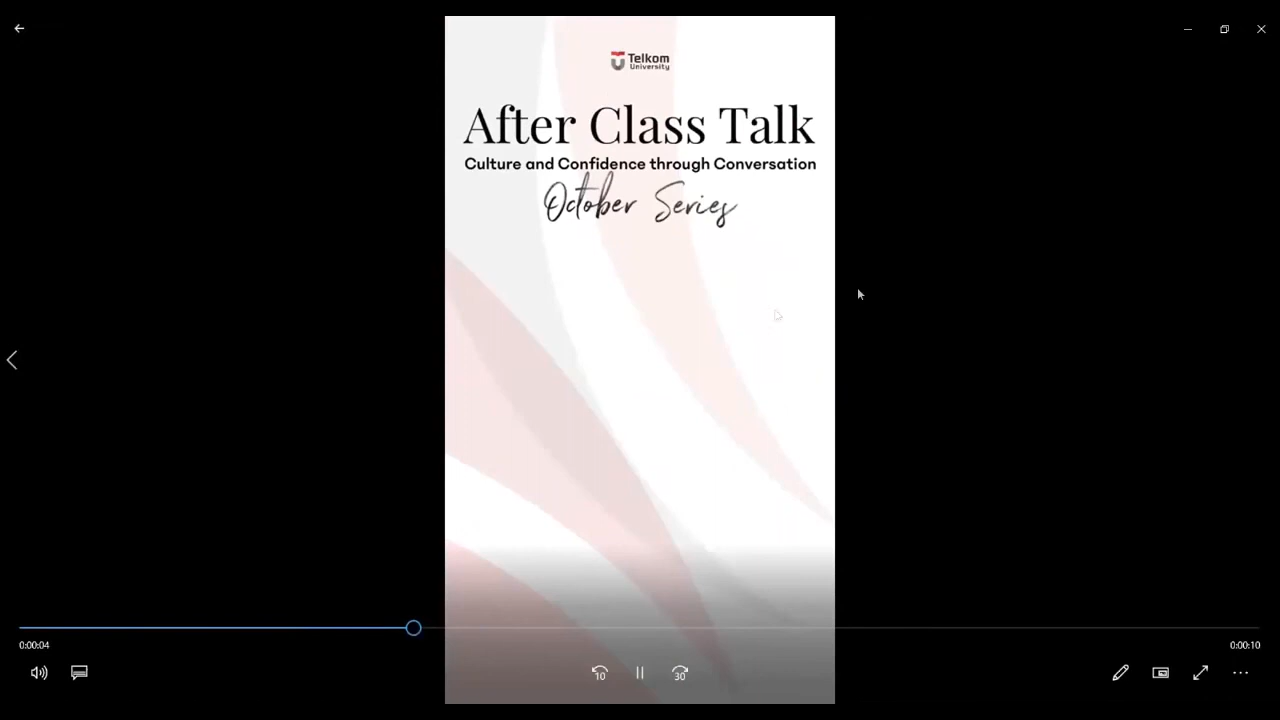 Telkom
University
After Class Talk
Culture and Confidence through Conversation
October Series
0:00:04
0:00:10
10
30